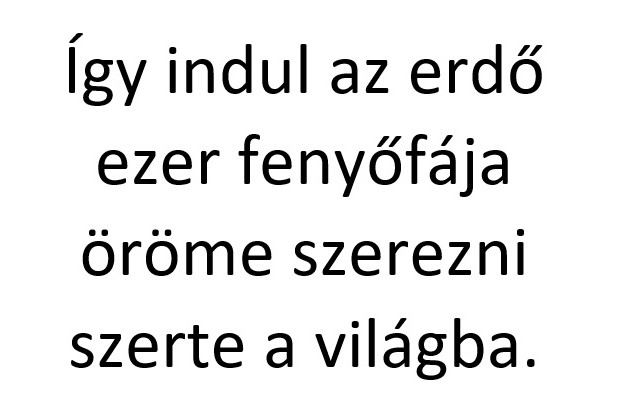 Így indul az erdő
ezer fenyőfája
öröme szerezni
szerte a világba.